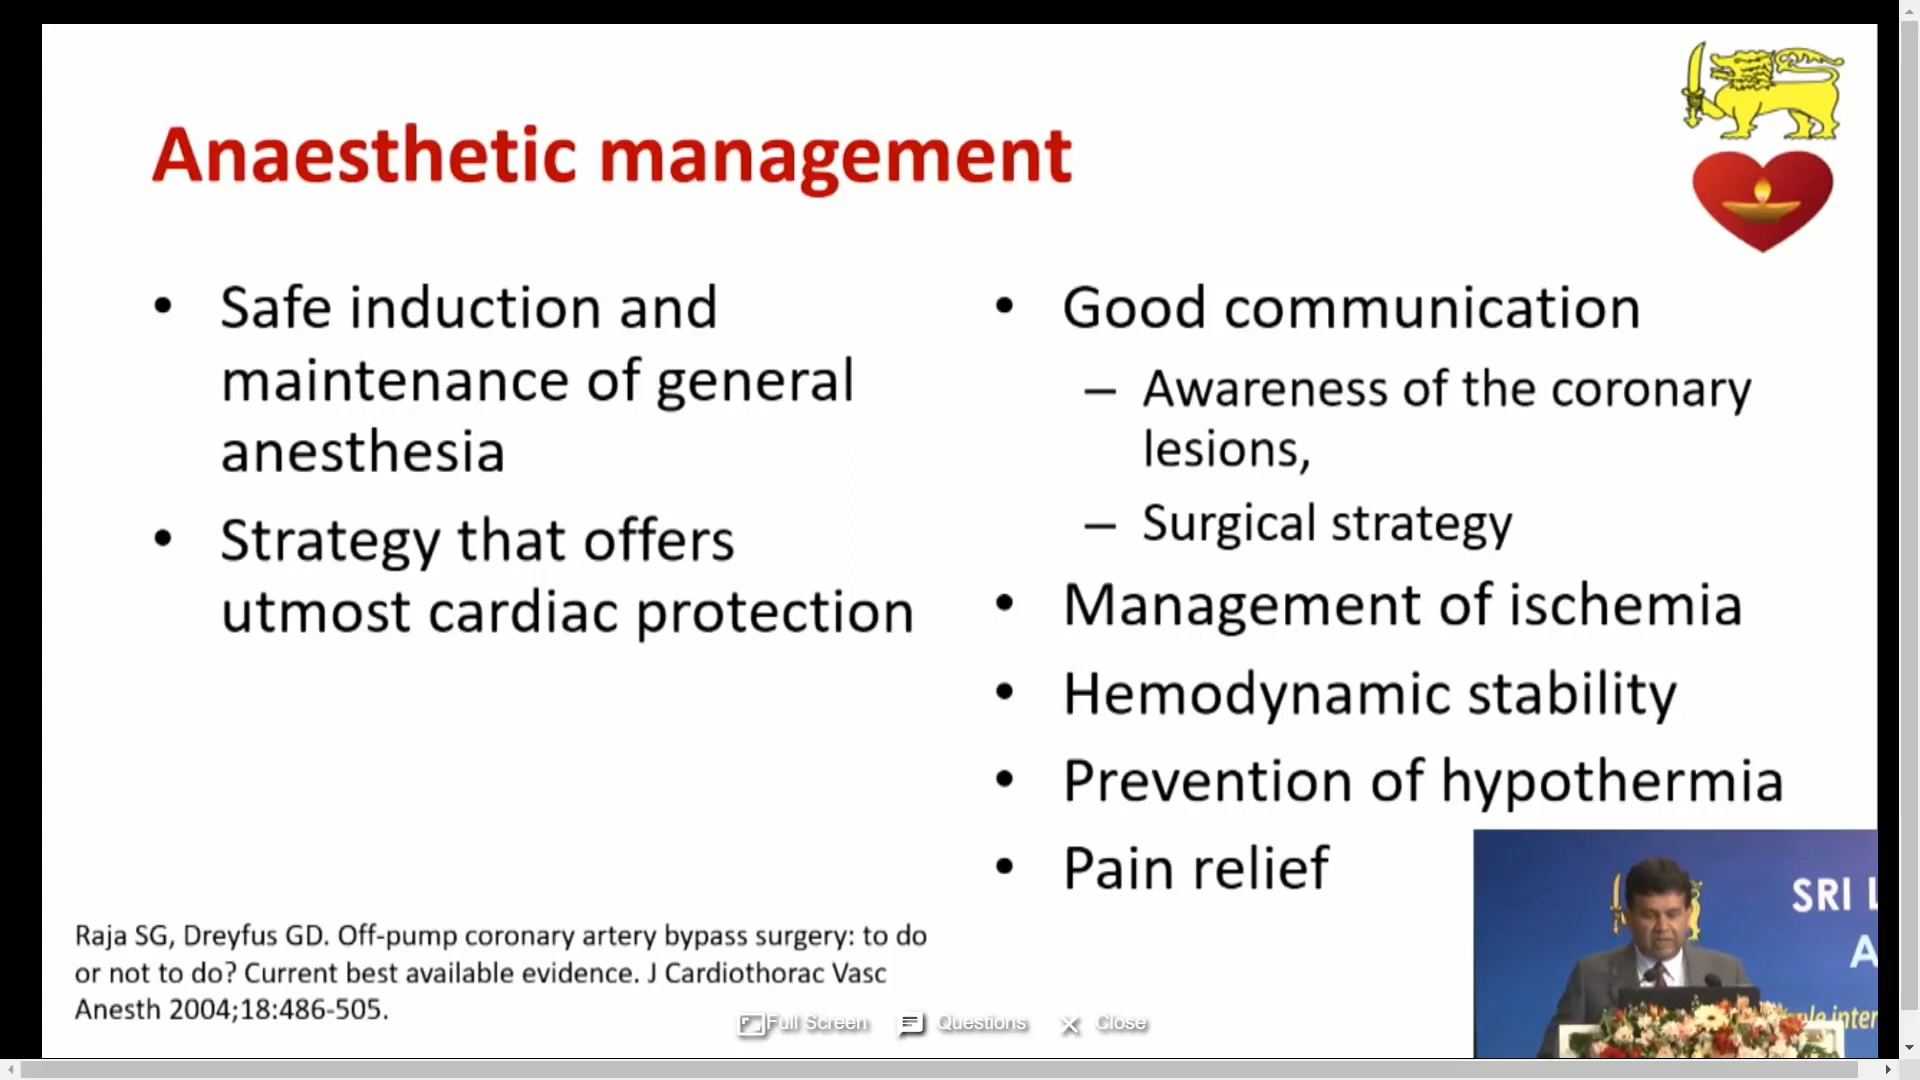 Anaesthetic management
• Safe induction and
maintenance of general
anesthesia
• Strategy that offers
utmost cardiac protection
• Good communication
– Awareness of the coronary
lesions,
– Surgical strategy
• Management of ischemia
• Hemodynamic stability
• Prevention of hypothermia
• Pain relief
Raja SG, Dreyfus GD. Off-pump coronary artery bypass surgery: to do
or not to do? Current best available evidence. J Cardiothorac Vasc
Anesth 2004;18:486-505.
SRI L
A
Full Screen Questions Close